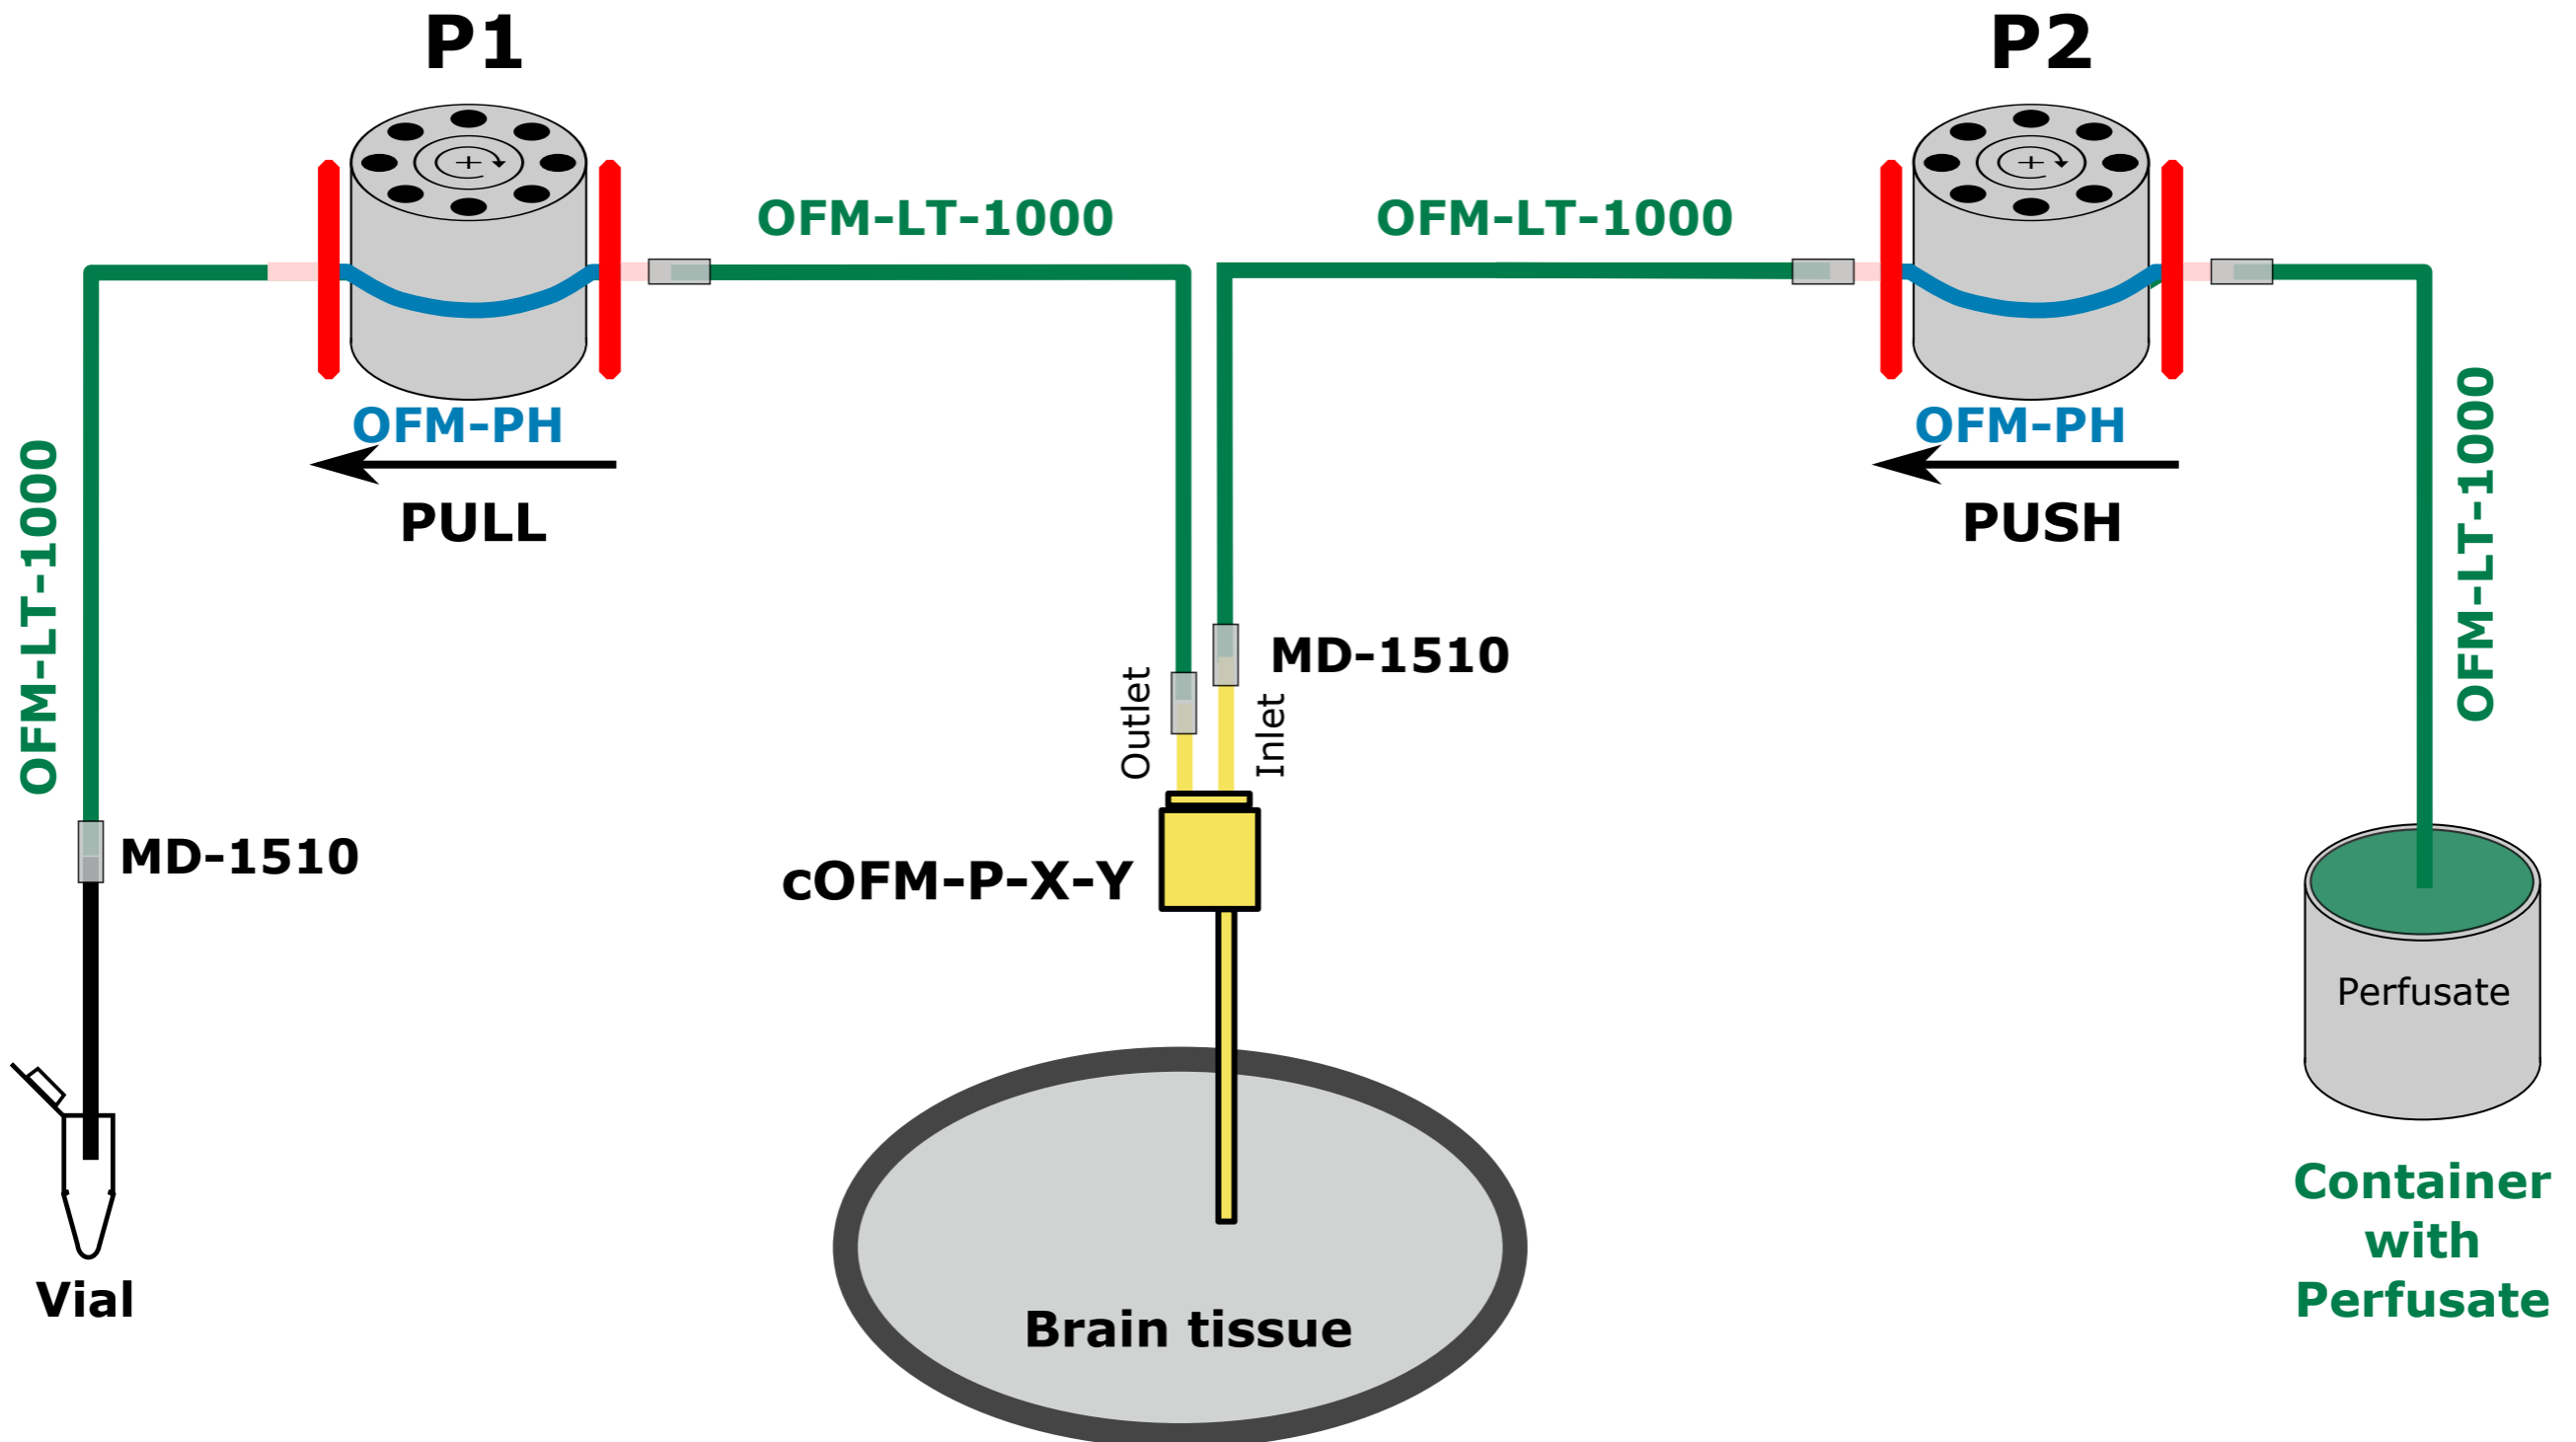 P1
P2
OFM-LT-1000
OFM-LT-1000
OFM-PH
PULL
OFM-PH
PUSH
OFM-LT-1000
OFM-LT-1000
MD-1510
Outlet
Inlet
MD-1510
cOFM-P-X-Y
Perfusate
Vial
Brain tissue
Container
with
Perfusate